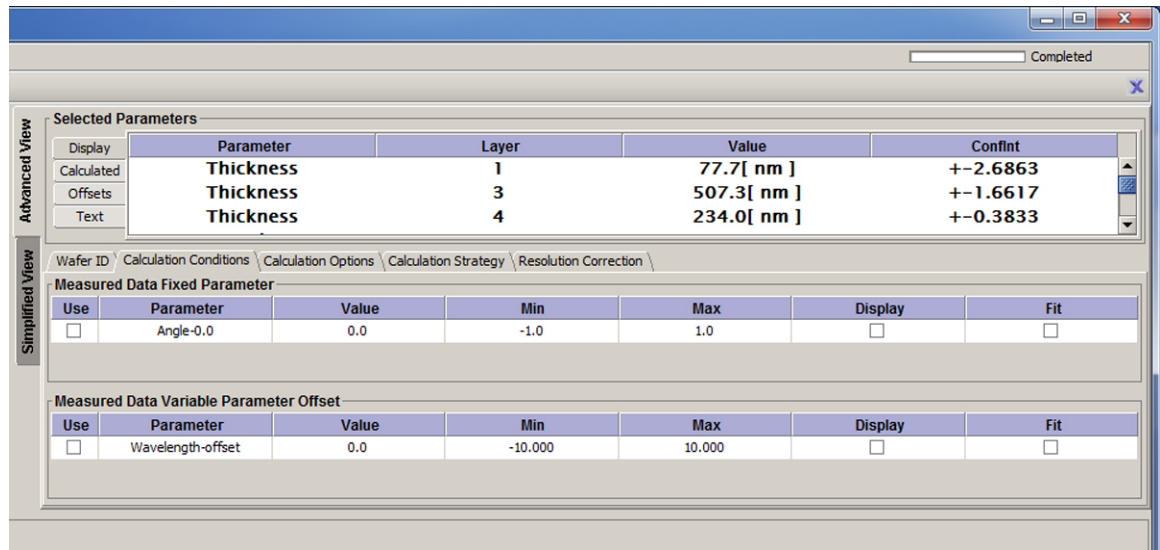 Completed
Advanced View
Simplified View
Selected Parameters
Display
Calculated
Offsets
Text
Parameter Layer Value ConfInt
Thickness 1 77.7[ nm ] +-2.6863
Thickness 3 507.3[ nm ] +-1.6617
Thickness 4 234.0[ nm ] +-0.3833
Wafer ID Calculation Conditions Calculation Options Calculation Strategy Resolution Correction
Measured Data Fixed Parameter
Use Parameter Value Min Max Display Fit
Angle-0.0 0.0 -1.0 1.0
Measured Data Variable Parameter Offset
Use Parameter Value Min Max Display Fit
Wavelength-offset 0.0 -10.000 10.000